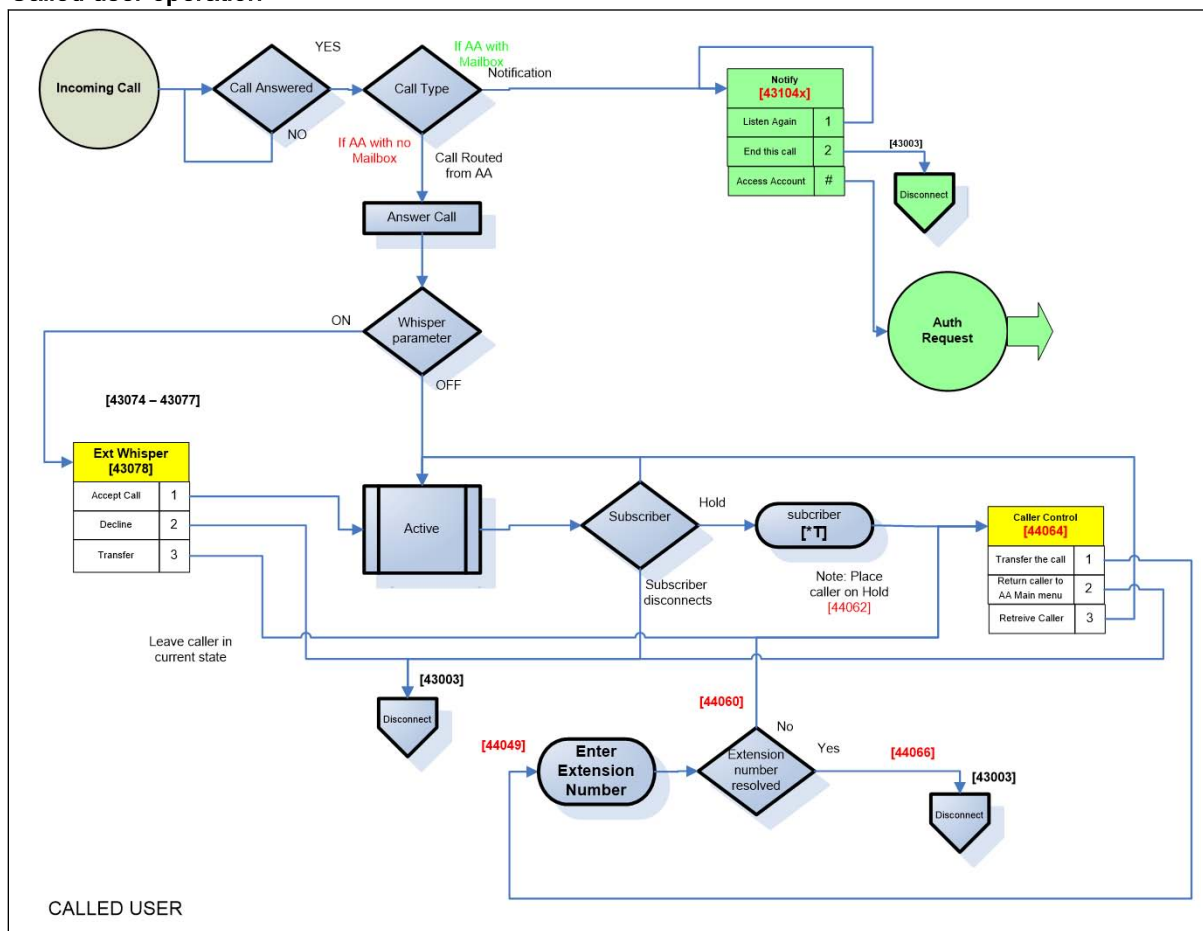 Called user operation
Incoming Call
Call Answered
YES
NO
Call Type
If AA with
Mailbox
Notification
If AA with no
Mailbox
Call Routed
from AA
Notify
[43104x]
Listen Again 1
End this call 2
Access Account #
[43003]
Disconnect
Auth
Request
Answer Call
Whisper
parameter
ON
OFF
[43074 – 43077]
Ext Whisper
[43078]
Accept Call 1
Decline 2
Transfer 3
Active
Subscriber
Hold
subcriber
[*T]
Note: Place
caller on Hold
[44062]
Subscriber
disconnects
Caller Control
[44064]
Transfer the call 1
Return caller to
AA Main menu 2
Retreive Caller 3
Leave caller in
current state
[43003]
Disconnect
[44049]
Enter
Extension
Number
[44060]
No
Extension
number
resolved
Yes
[44066]
[43003]
Disconnect
CALLED USER